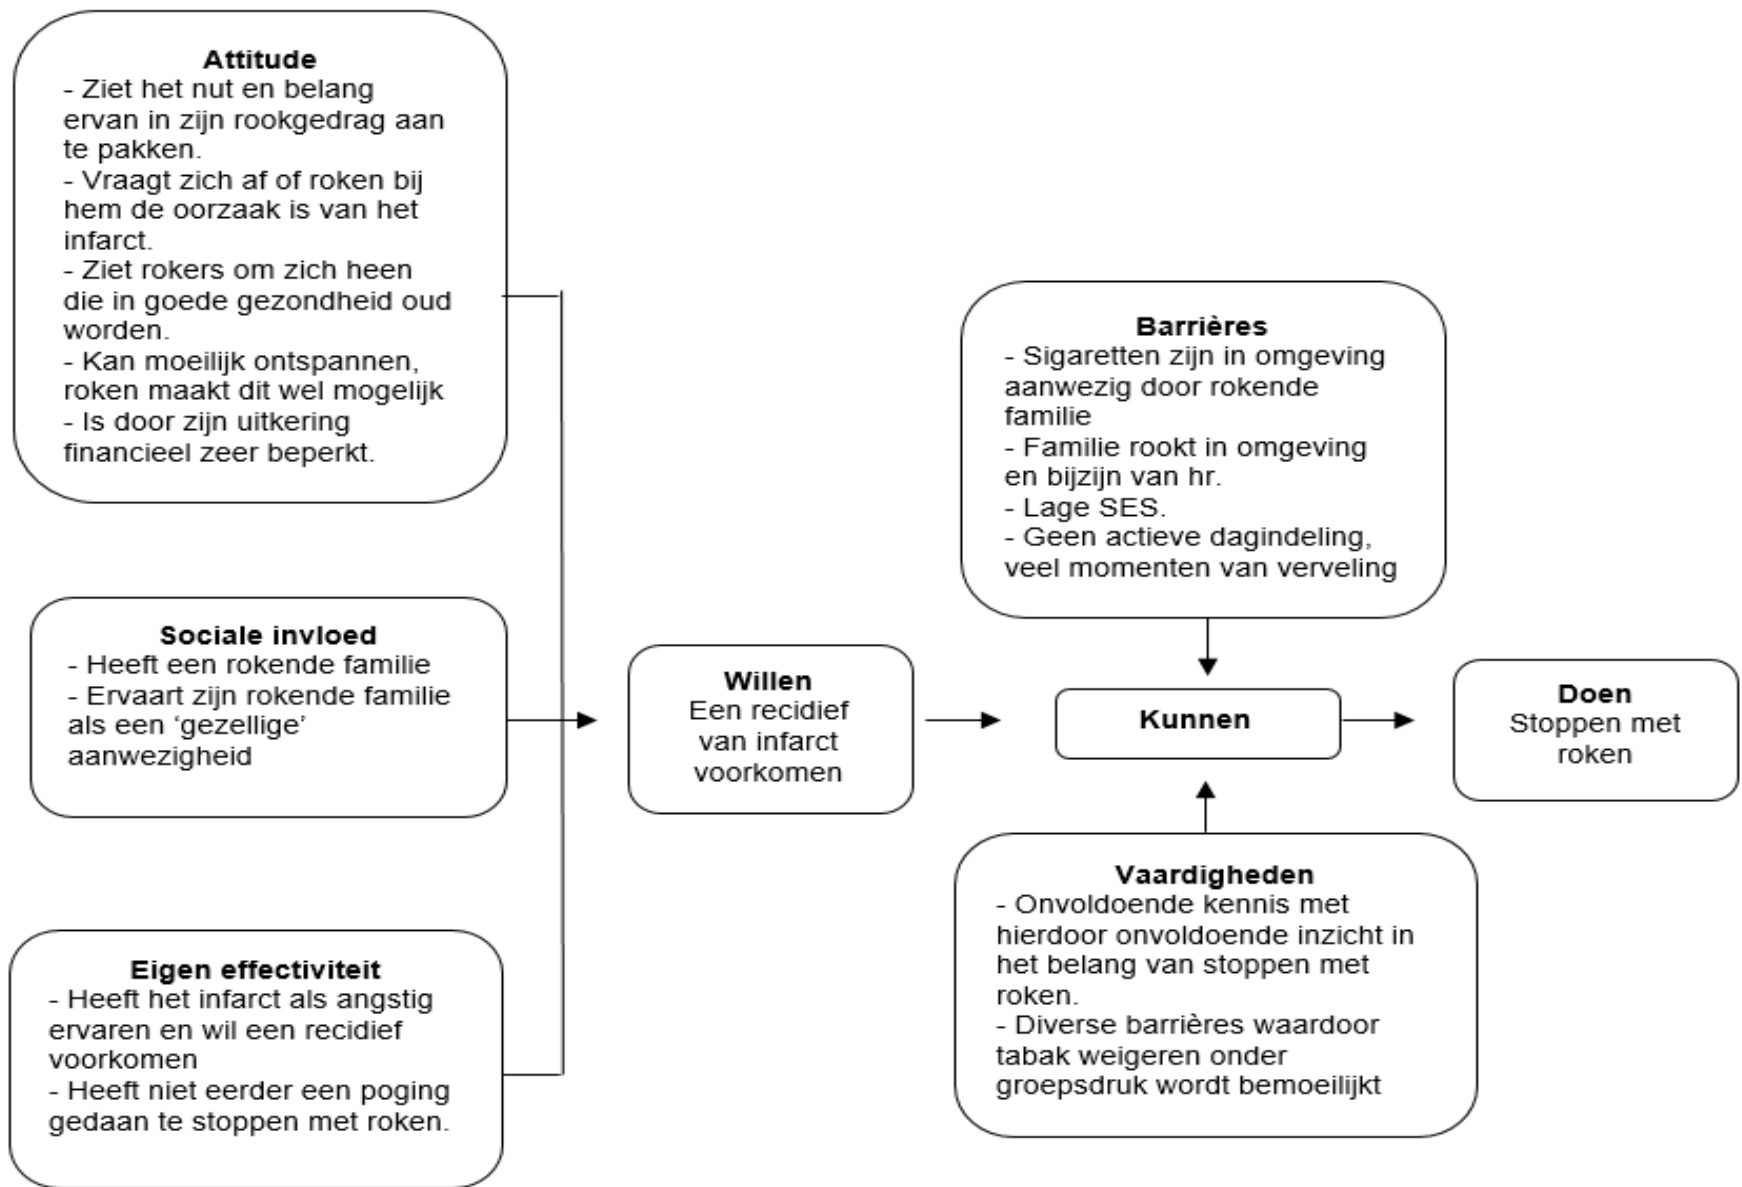 Attitude
- Ziet het nut en belang
ervan in zijn rookgedrag aan
te pakken.
- Vraagt zich af of roken bij
hem de oorzaak is van het
infarct.
- Ziet rokers om zich heen
die in goede gezondheid oud
worden.
- Kan moeilijk ontspannen,
roken maakt dit wel mogelijk
- Is door zijn uitkering
financieel zeer beperkt.
Sociale invloed
- Heeft een rokende familie
- Ervaart zijn rokende familie
als een ‘gezellige’
aanwezigheid
Eigen effectiviteit
- Heeft het infarct als angstig
ervaren en wil een recidief
voorkomen
- Heeft niet eerder een poging
gedaan te stoppen met roken.
Willen
Een recidief
van infarct
voorkomen
Barrières
- Sigaretten zijn in omgeving
aanwezig door rokende
familie
- Familie rookt in omgeving
en bijzijn van hr.
- Lage SES.
- Geen actieve dagindeling,
veel momenten van verveling
Kunnen
Vaardigheden
- Onvoldoende kennis met
hierdoor onvoldoende inzicht in
het belang van stoppen met
roken.
- Diverse barrières waardoor
tabak weigeren onder
groepsdruk wordt bemoeilijkt
Doen
Stoppen met
roken